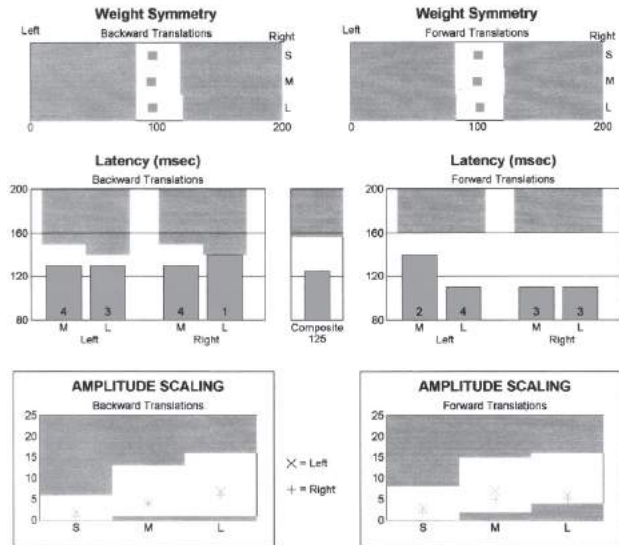 Weight Symmetry
Left Backward Translations Right
S
M
L
0 100 200
Weight Symmetry
Left Forward Translations Right
S
M
L
0 100 200
Latency (msec)
Backward Translations
200
160
120
80
4 3 4 1
M L M L
Left Right
Composite
125
Latency (msec)
Forward Translations
200
160
120
80
2 4 3 3
M L M L
Left Right
AMPLITUDE SCALING
Backward Translations
25
20
15
10
5
0
S M L
× = Left
+ = Right
AMPLITUDE SCALING
Forward Translations
25
20
15
10
5
0
S M L